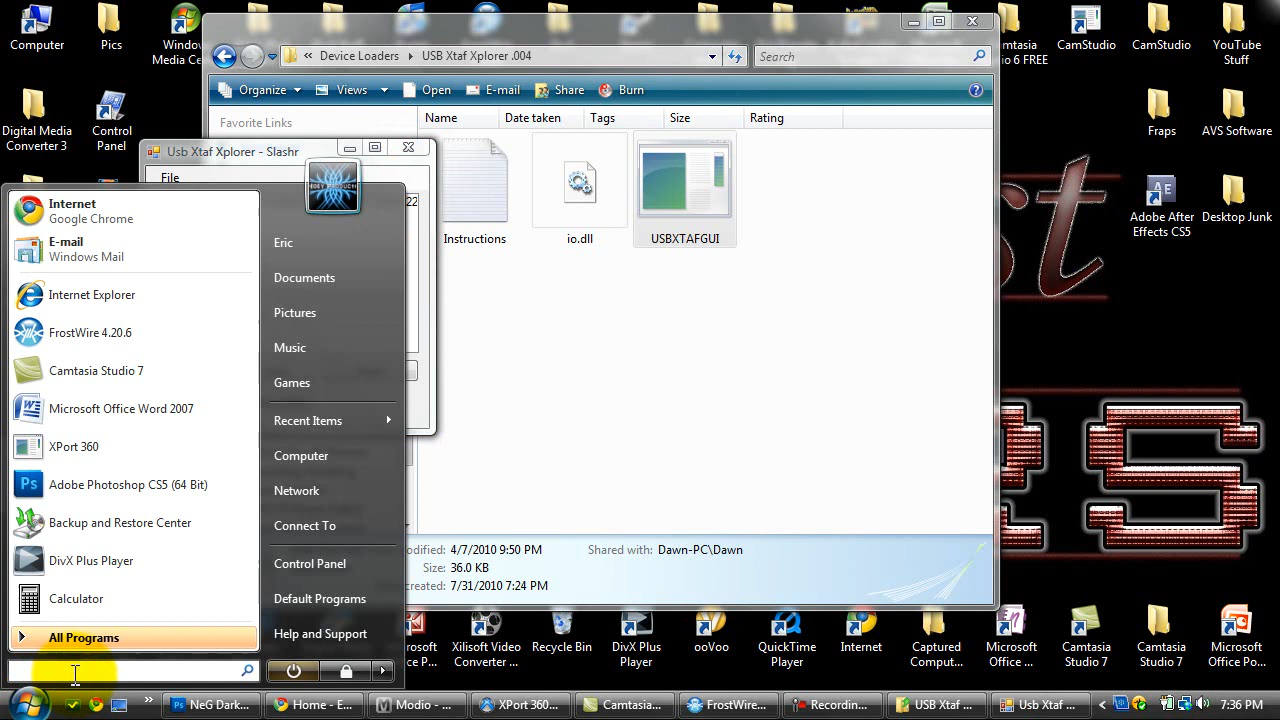 Computer
Pics
Windo
Media Ce
Device Loaders
USB Xtaf Xplorer .004
Search
Organize
Views
Open
E-mail
Share
Burn
Favorite Links
Name
Date taken
Tags
Size
Rating
Instructions
io.dll
USBXTAFGUI
Usb Xtaf Xplorer - Slashr
File
22
Digital Media
Converter 3
Control
Panel
Internet
Google Chrome
E-mail
Windows Mail
Internet Explorer
FrostWire 4.20.6
Camtasia Studio 7
Microsoft Office Word 2007
XPort 360
Adobe Photoshop CS5 (64 Bit)
Backup and Restore Center
DivX Plus Player
Calculator
All Programs
Eric
Documents
Pictures
Music
Games
Recent Items
Computer
Network
Connect To
Control Panel
Default Programs
Help and Support
odified: 4/7/2010 3:30 PM
Shared with: Dawn-PC\Dawn
Size: 36.0 KB
created: 7/31/2010 7:24 PM
amtasia
o 6 FREE
CamStudio
CamStudio
YouTube
Stuff
Fraps
AVS Software
Adobe After
Effects CS5
Desktop Junk
st
S
rosoft
ce P...
Xilisoft Video
Converter ...
Recycle Bin
DivX Plus
Player
ooVoo
QuickTime
Player
Internet
Captured
Comput...
Microsoft
Office ...
Camtasia
Studio 7
Camtasia
Studio 7
Microsoft
Office Po...
NeG Dark...
Home - E...
Modio - ...
XPort 360...
Camtasia...
FrostWire...
Recordin...
USB Xtaf ...
Usb Xtaf ...
7:36 PM